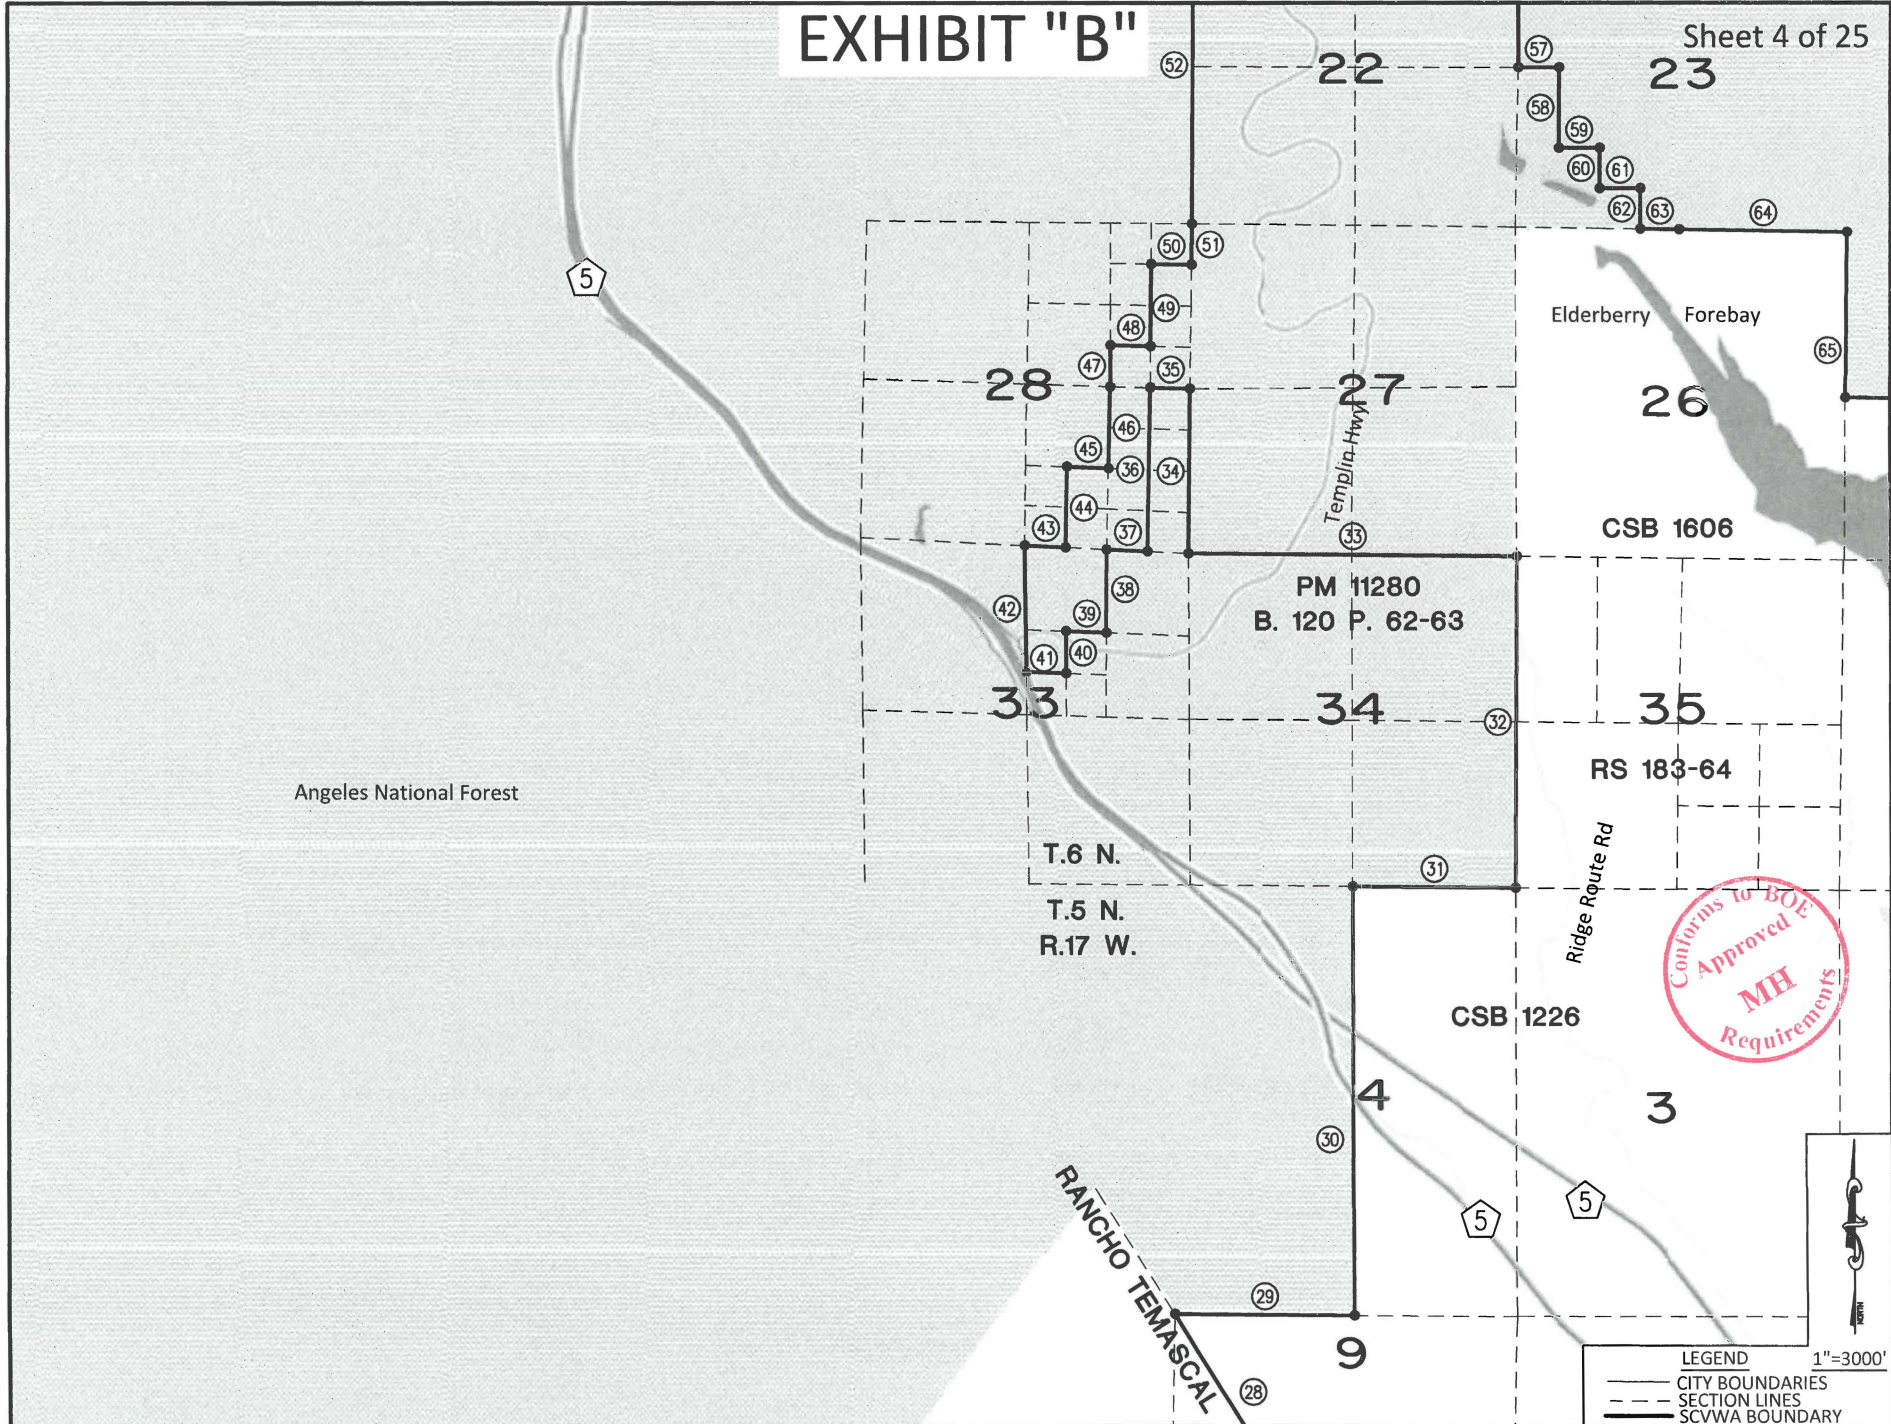 EXHIBIT "B"
Sheet 4 of 25
57
52
22
23
58
59
60
61
62
63
64
50
51
5
49
Elderberry Forebay
48
65
47
35
28
27
26
46
45
36
34
Templin Hwy
44
43
37
33
CSB 1606
38
PM 11280
B. 120 P. 62-63
42
39
40
41
33
34
35
32
RS 183-64
Angeles National Forest
T.6 N.
31
Ridge Route Rd
T.5 N.
R.17 W.
Conforms to BOE
Approved
MH
Requirements
CSB 1226
4
3
30
RANCHO TEMASCAL
5
5
29
9
28
NORTH
LEGEND
1"=3000'
CITY BOUNDARIES
SECTION LINES
SCVWA BOUNDARY